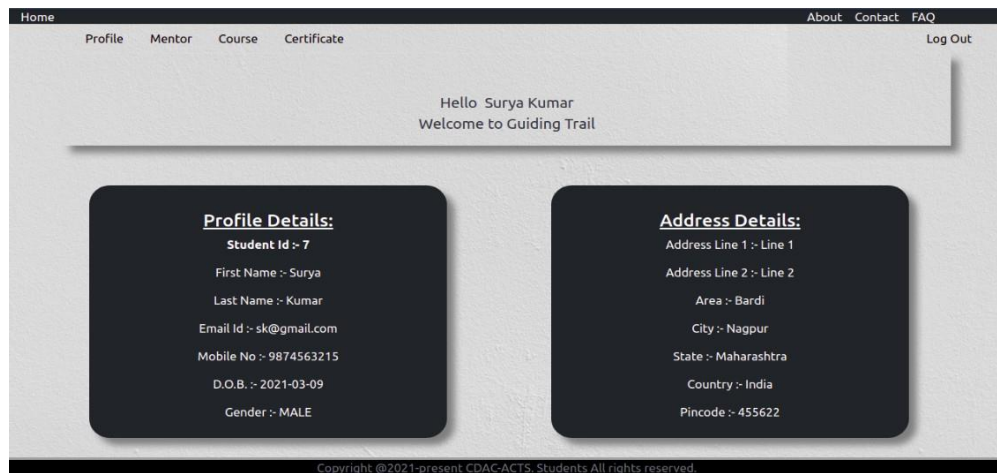 Home About Contact FAQ
Profile Mentor Course Certificate Log Out
Hello Surya Kumar
Welcome to Guiding Trail
Profile Details:
Student Id :- 7
First Name :- Surya
Last Name :- Kumar
Email Id :- sk@gmail.com
Mobile No :- 9874563215
D.O.B. :- 2021-03-09
Gender :- MALE
Address Details:
Address Line 1 :- Line 1
Address Line 2 :- Line 2
Area :- Bardi
City :- Nagpur
State :- Maharashtra
Country :- India
Pincode :- 455622
Copyright @2021-present CDAC-ACTS. Students All rights reserved.